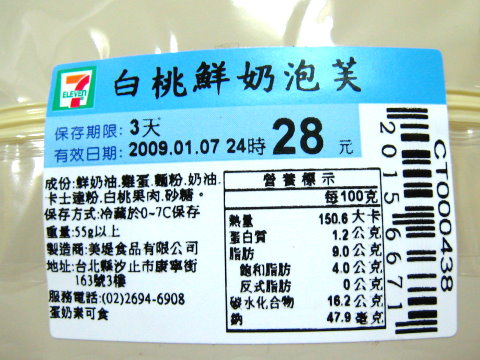 7
ELEVEN
白桃鮮奶泡芙
保存期限: 3天
有效日期: 2009.01.07 24時 28元
成份:鮮奶油.雞蛋.麵粉.奶油.
卡士達粉.白桃果肉.砂糖。
保存方式:冷藏於0~7C保存
重量:55g以上
製造商:美堤食品有限公司
地址:台北縣汐止市康寧街
163號3樓
服務電話:(02)2694-6908
蛋奶素可食
營養標示
每100克
熱量 150.6 大卡
蛋白質 1.2 公克
脂肪 9.0 公克
飽和脂肪 4.0 公克
反式脂肪 0 公克
碳水化合物 16.2 公克
鈉 47.9 毫克
20156671
CT000438